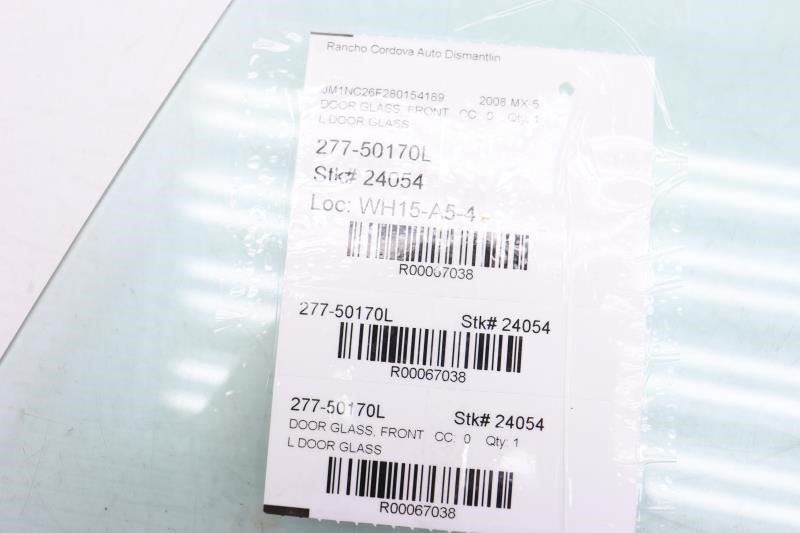 Rancho Cordova Auto Dismantlin
JM1NC26F280154189 2008 MX-5
DOOR GLASS, FRONT CC: 0 Qty: 1
L DOOR GLASS
277-50170L
Stk# 24054
Loc: WH15-A5-4
R00067038
277-50170L Stk# 24054
R00067038
277-50170L Stk# 24054
DOOR GLASS, FRONT CC: 0 Qty: 1
L DOOR GLASS
R00067038